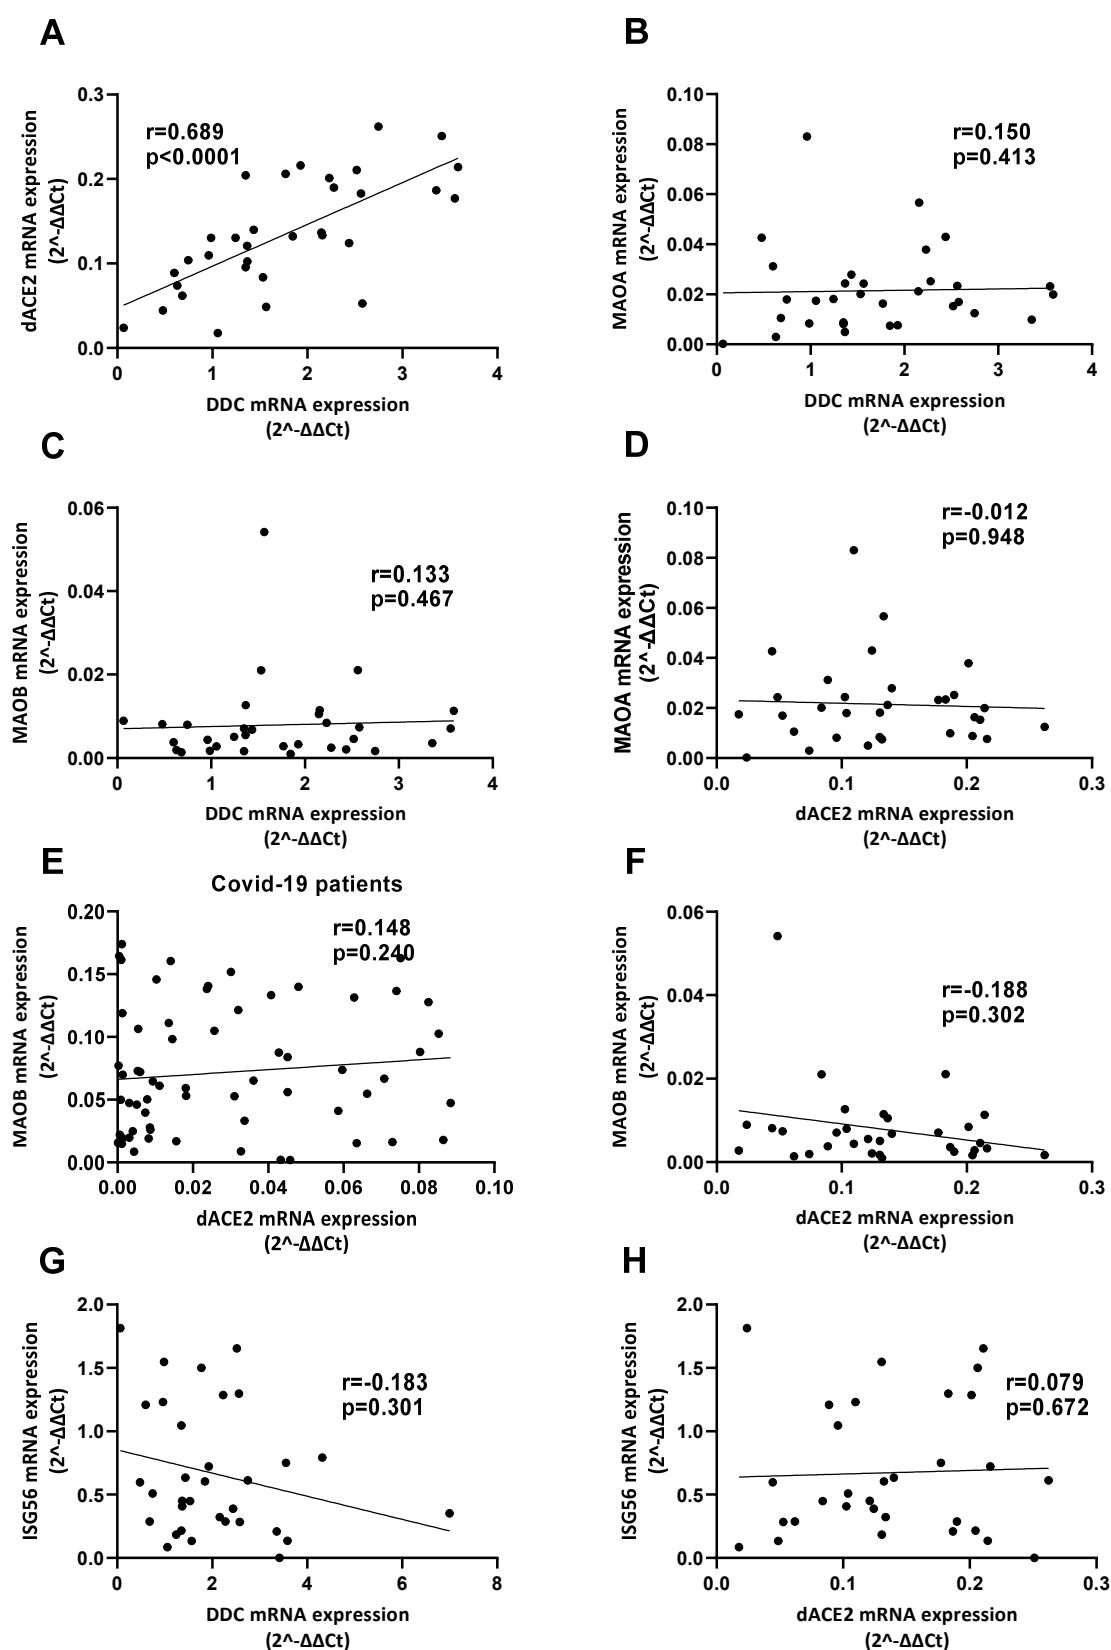 A
B
0.3
0.2
0.1
0.0
r=0.689
p<0.0001
dACE2 mRNA expression
(2^-ΔΔCt)
0 1 2 3 4
DDC mRNA expression
(2^-ΔΔCt)
0.10
0.08
0.06
0.04
0.02
0.00
r=0.150
p=0.413
MAOA mRNA expression
(2^-ΔΔCt)
0 1 2 3 4
DDC mRNA expression
(2^-ΔΔCt)
C
D
0.06
0.04
0.02
0.00
r=0.133
p=0.467
MAOB mRNA expression
(2^-ΔΔCt)
0 1 2 3 4
DDC mRNA expression
(2^-ΔΔCt)
0.10
0.08
0.06
0.04
0.02
0.00
r=-0.012
p=0.948
MAOA mRNA expression
(2^-ΔΔCt)
0.0 0.1 0.2 0.3
dACE2 mRNA expression
(2^-ΔΔCt)
E
F
Covid-19 patients
0.20
0.15
0.10
0.05
0.00
r=0.148
p=0.240
MAOB mRNA expression
(2^-ΔΔCt)
0.00 0.02 0.04 0.06 0.08 0.10
dACE2 mRNA expression
(2^-ΔΔCt)
0.06
0.04
0.02
0.00
r=-0.188
p=0.302
MAOB mRNA expression
(2^-ΔΔCt)
0.0 0.1 0.2 0.3
dACE2 mRNA expression
(2^-ΔΔCt)
G
H
2.0
1.5
1.0
0.5
0.0
r=-0.183
p=0.301
ISG56 mRNA expression
(2^-ΔΔCt)
0 2 4 6 8
DDC mRNA expression
(2^-ΔΔCt)
2.0
1.5
1.0
0.5
0.0
r=0.079
p=0.672
ISG56 mRNA expression
(2^-ΔΔCt)
0.0 0.1 0.2 0.3
dACE2 mRNA expression
(2^-ΔΔCt)